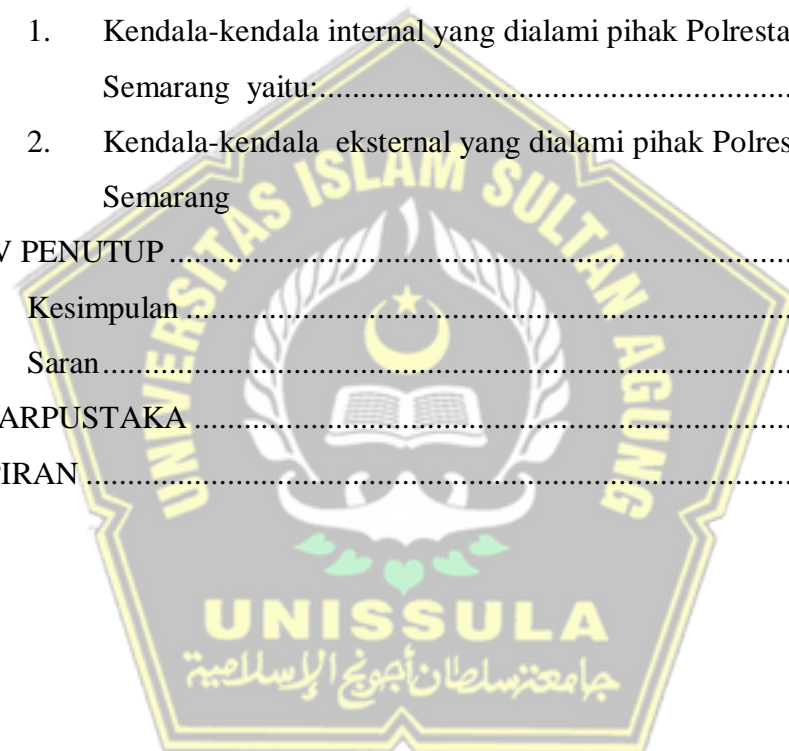 1. Kendala-kendala internal yang dialami pihak Polresta
Semarang yaitu:..........................................................
2. Kendala-kendala eksternal yang dialami pihak Polres
Semarang
V PENUTUP ..........................................................................
Kesimpulan ........................................................................
Saran..................................................................................
ARPUSTAKA .......................................................................
PIRAN ..................................................................................
UNIVERSITAS ISLAM SULTAN AGUNG
UNISSULA
جامعة سلطان أجونج الإسلامية